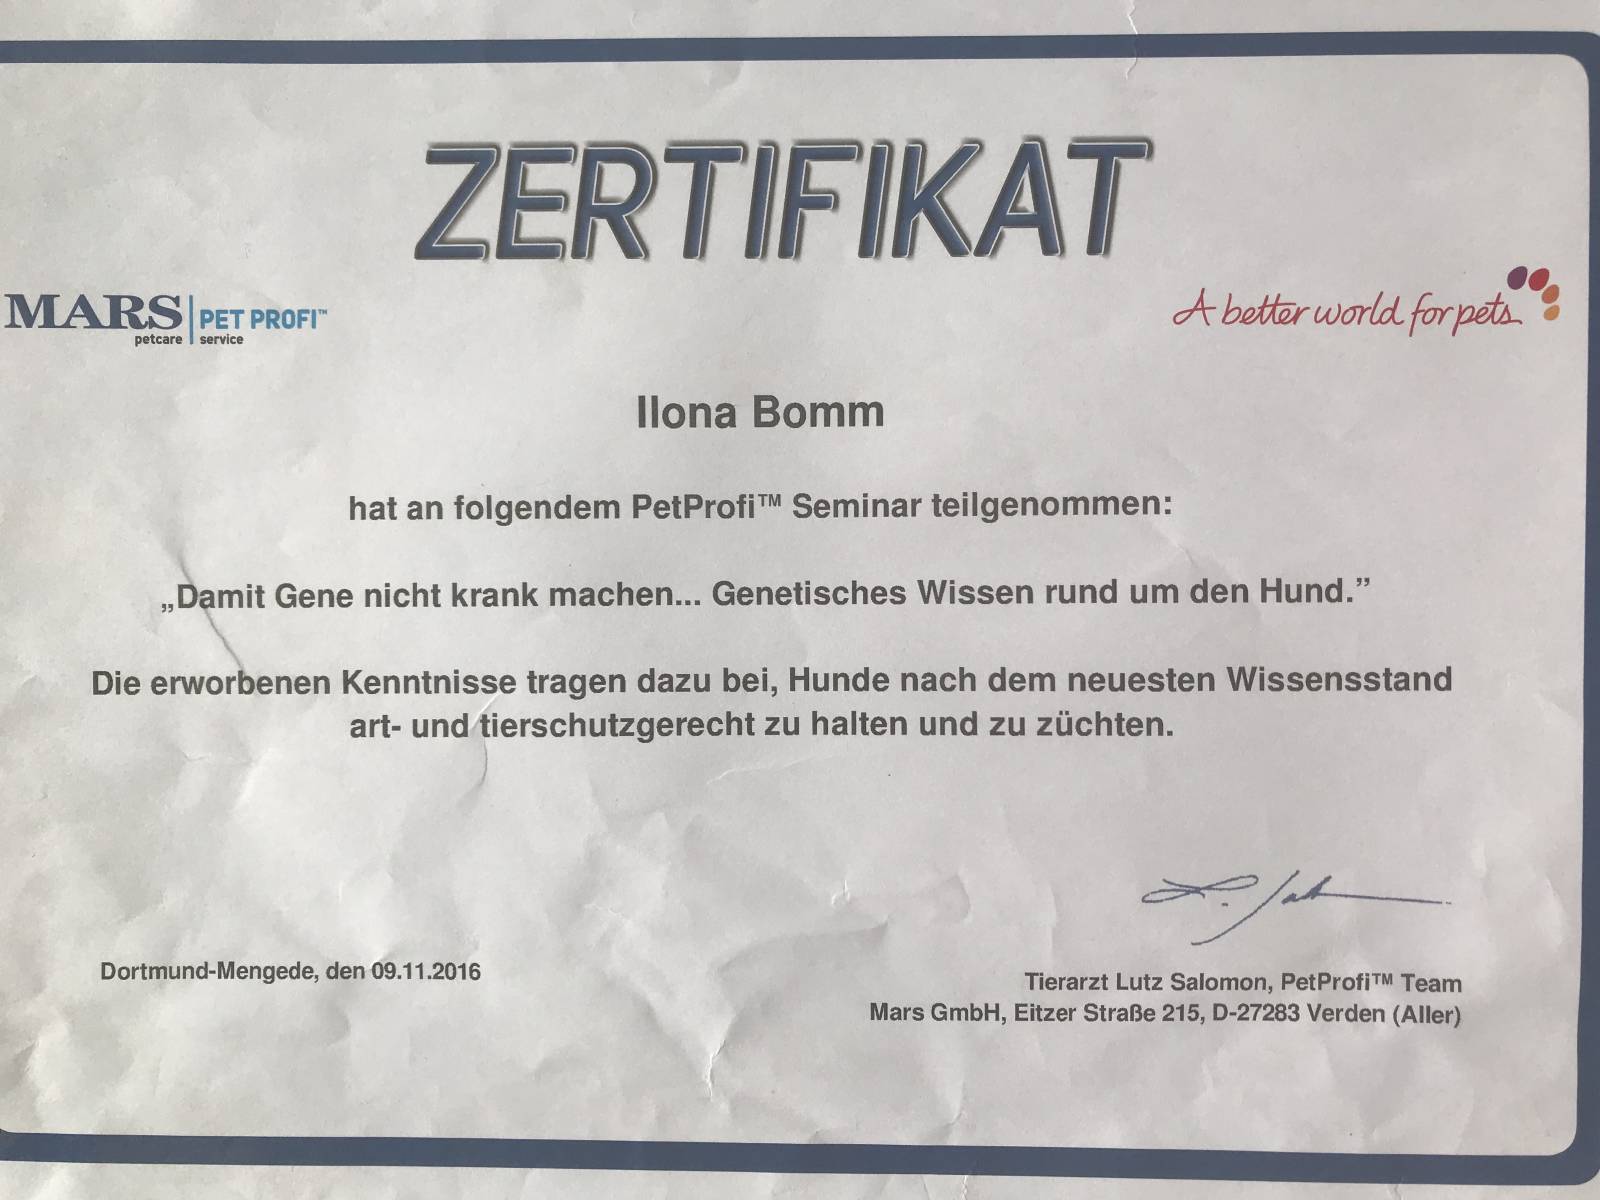 ZERTIFIKAT
MARS PET PROFI™
petcare service
A better world for pets
Ilona Bomm
hat an folgendem PetProfi™ Seminar teilgenommen:
„Damit Gene nicht krank machen... Genetisches Wissen rund um den Hund.”
Die erworbenen Kenntnisse tragen dazu bei, Hunde nach dem neuesten Wissensstand
art- und tierschutzgerecht zu halten und zu züchten.
Dortmund-Mengede, den 09.11.2016
Tierarzt Lutz Salomon, PetProfi™ Team
Mars GmbH, Eitzer Straße 215, D-27283 Verden (Aller)